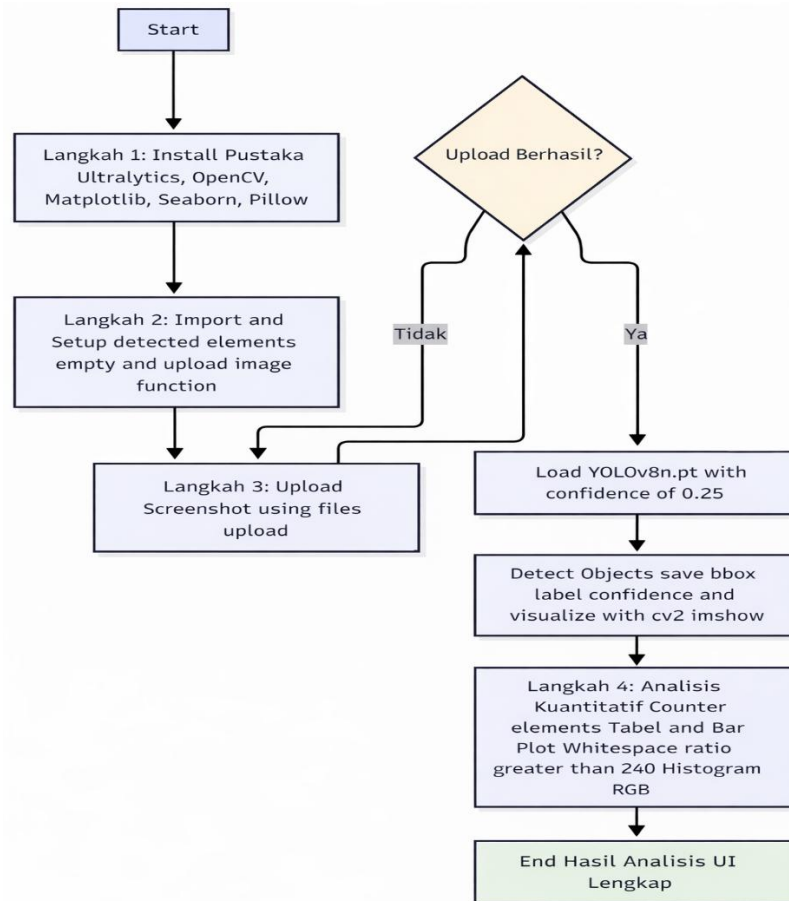 Start
Langkah 1: Install Pustaka
Ultralytics, OpenCV,
Matplotlib, Seaborn, Pillow
Langkah 2: Import and
Setup detected elements
empty and upload image
function
Langkah 3: Upload
Screenshot using files
upload
Upload Berhasil?
Tidak
Ya
Load YOLOv8n.pt with
confidence of 0.25
Detect Objects save bbox
label confidence and
visualize with cv2 imshow
Langkah 4: Analisis
Kuantitatif Counter
elements Tabel and Bar
Plot Whitespace ratio
greater than 240 Histogram
RGB
End Hasil Analisis UI
Lengkap